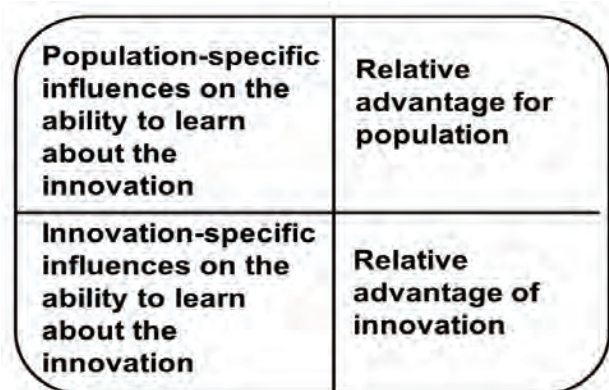 Population-specific
influences on the
ability to learn
about the
innovation
Relative
advantage for
population
Innovation-specific
influences on the
ability to learn
about the
innovation
Relative
advantage of
innovation